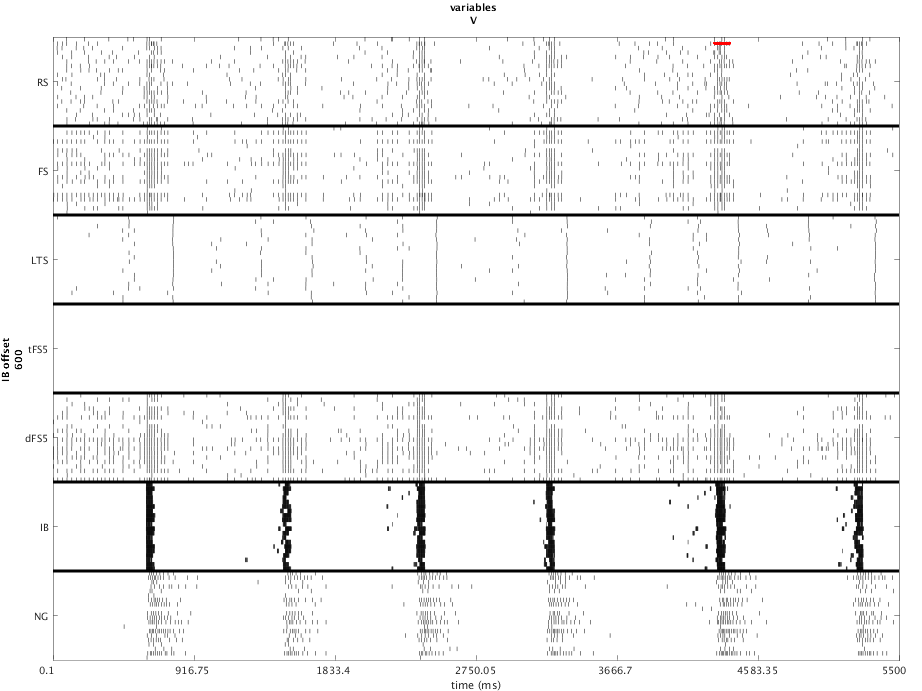 variables
V
RS
FS
LTS
tFS5
dFS5
IB
NG
IB offset
600
0.1
916.75
1833.4
2750.05
3666.7
4583.35
5500
time (ms)